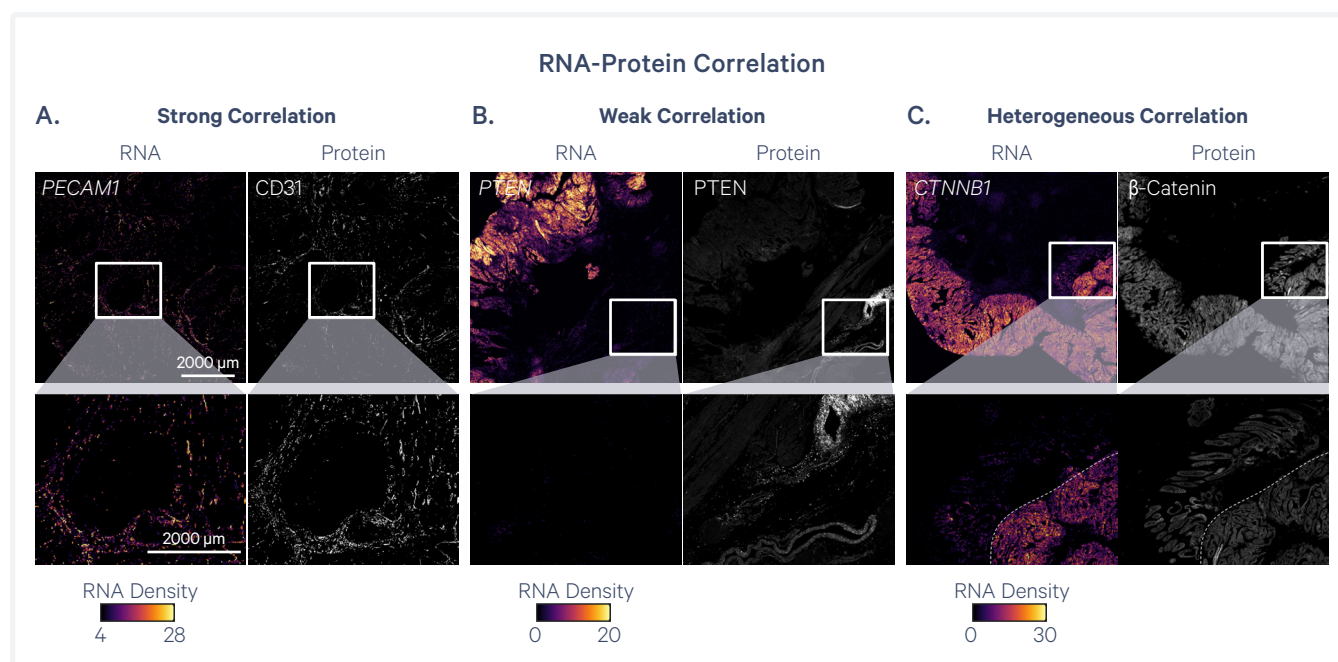 RNA-Protein Correlation
A. Strong Correlation
RNA Protein
PECAM1 CD31
2000 µm
2000 µm
RNA Density
4 28
B. Weak Correlation
RNA Protein
PTEN PTEN
RNA Density
0 20
C. Heterogeneous Correlation
RNA Protein
CTNNB1 β-Catenin
RNA Density
0 30